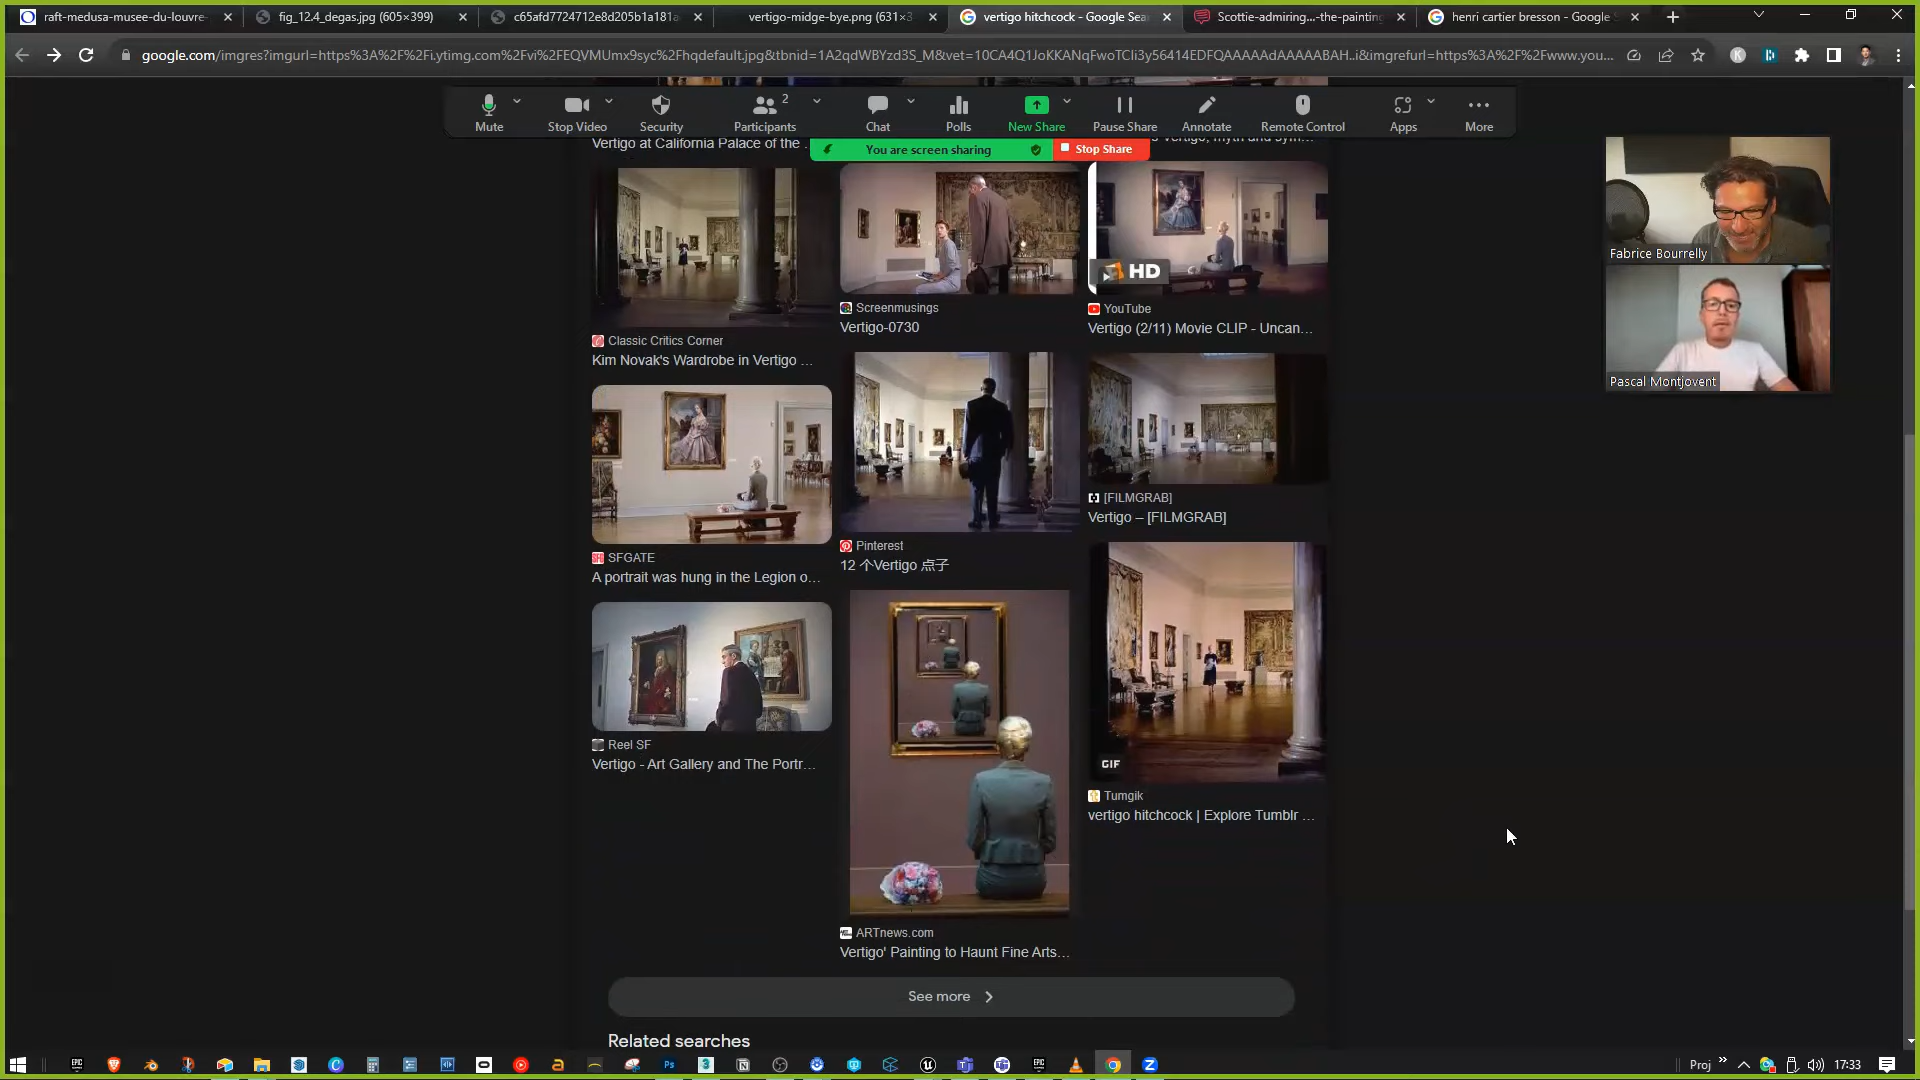 raft-medusa-musee-du-louvre-
fig_12.4_degas.jpg (605×399)
c65afd7724712e8d205b1a181a
vertigo-midge-bye.png (631×3
vertigo hitchcock - Google Sea
Scottie-admiring...-the-painting
henri cartier bresson - Google S
google.com/imgres?imgurl=https%3A%2F%2Fi.ytimg.com%2Fvi%2FEQVMUmx9syc%2Fhqdefault.jpg&tbnid=1A2qdWBYzd3S_M&vet=10CA4Q1JoKKANqFwoTCIi3y56414EDFQAAAAAdAAAAABAH..i&imgrefurl=https%3A%2F%2Fwww.you...
Mute
Stop Video
Security
Participants
2
Chat
Polls
New Share
Pause Share
Annotate
Remote Control
Apps
More
You are screen sharing
Stop Share
Vertigo at California Palace of the .
Fabrice Bourrelly
Pascal Montjovent
HD
Classic Critics Corner
Kim Novak's Wardrobe in Vertigo ...
Screenmusings
Vertigo-0730
YouTube
Vertigo (2/11) Movie CLIP - Uncan...
SFGATE
A portrait was hung in the Legion o...
Pinterest
12 个Vertigo 点子
[FILMGRAB]
Vertigo – [FILMGRAB]
Reel SF
Vertigo - Art Gallery and The Portr...
GIF
Tumgik
vertigo hitchcock | Explore Tumblr ...
ARTnews.com
Vertigo' Painting to Haunt Fine Arts...
See more
Related searches
Proj
17:33